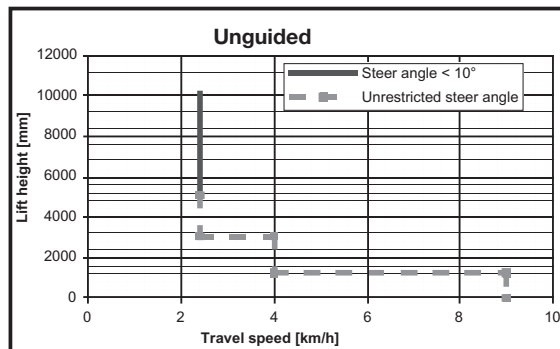 Unguided
Steer angle < 10°
Unrestricted steer angle
Lift height [mm]
12000
10000
8000
6000
4000
2000
0
0 2 4 6 8 10
Travel speed [km/h]